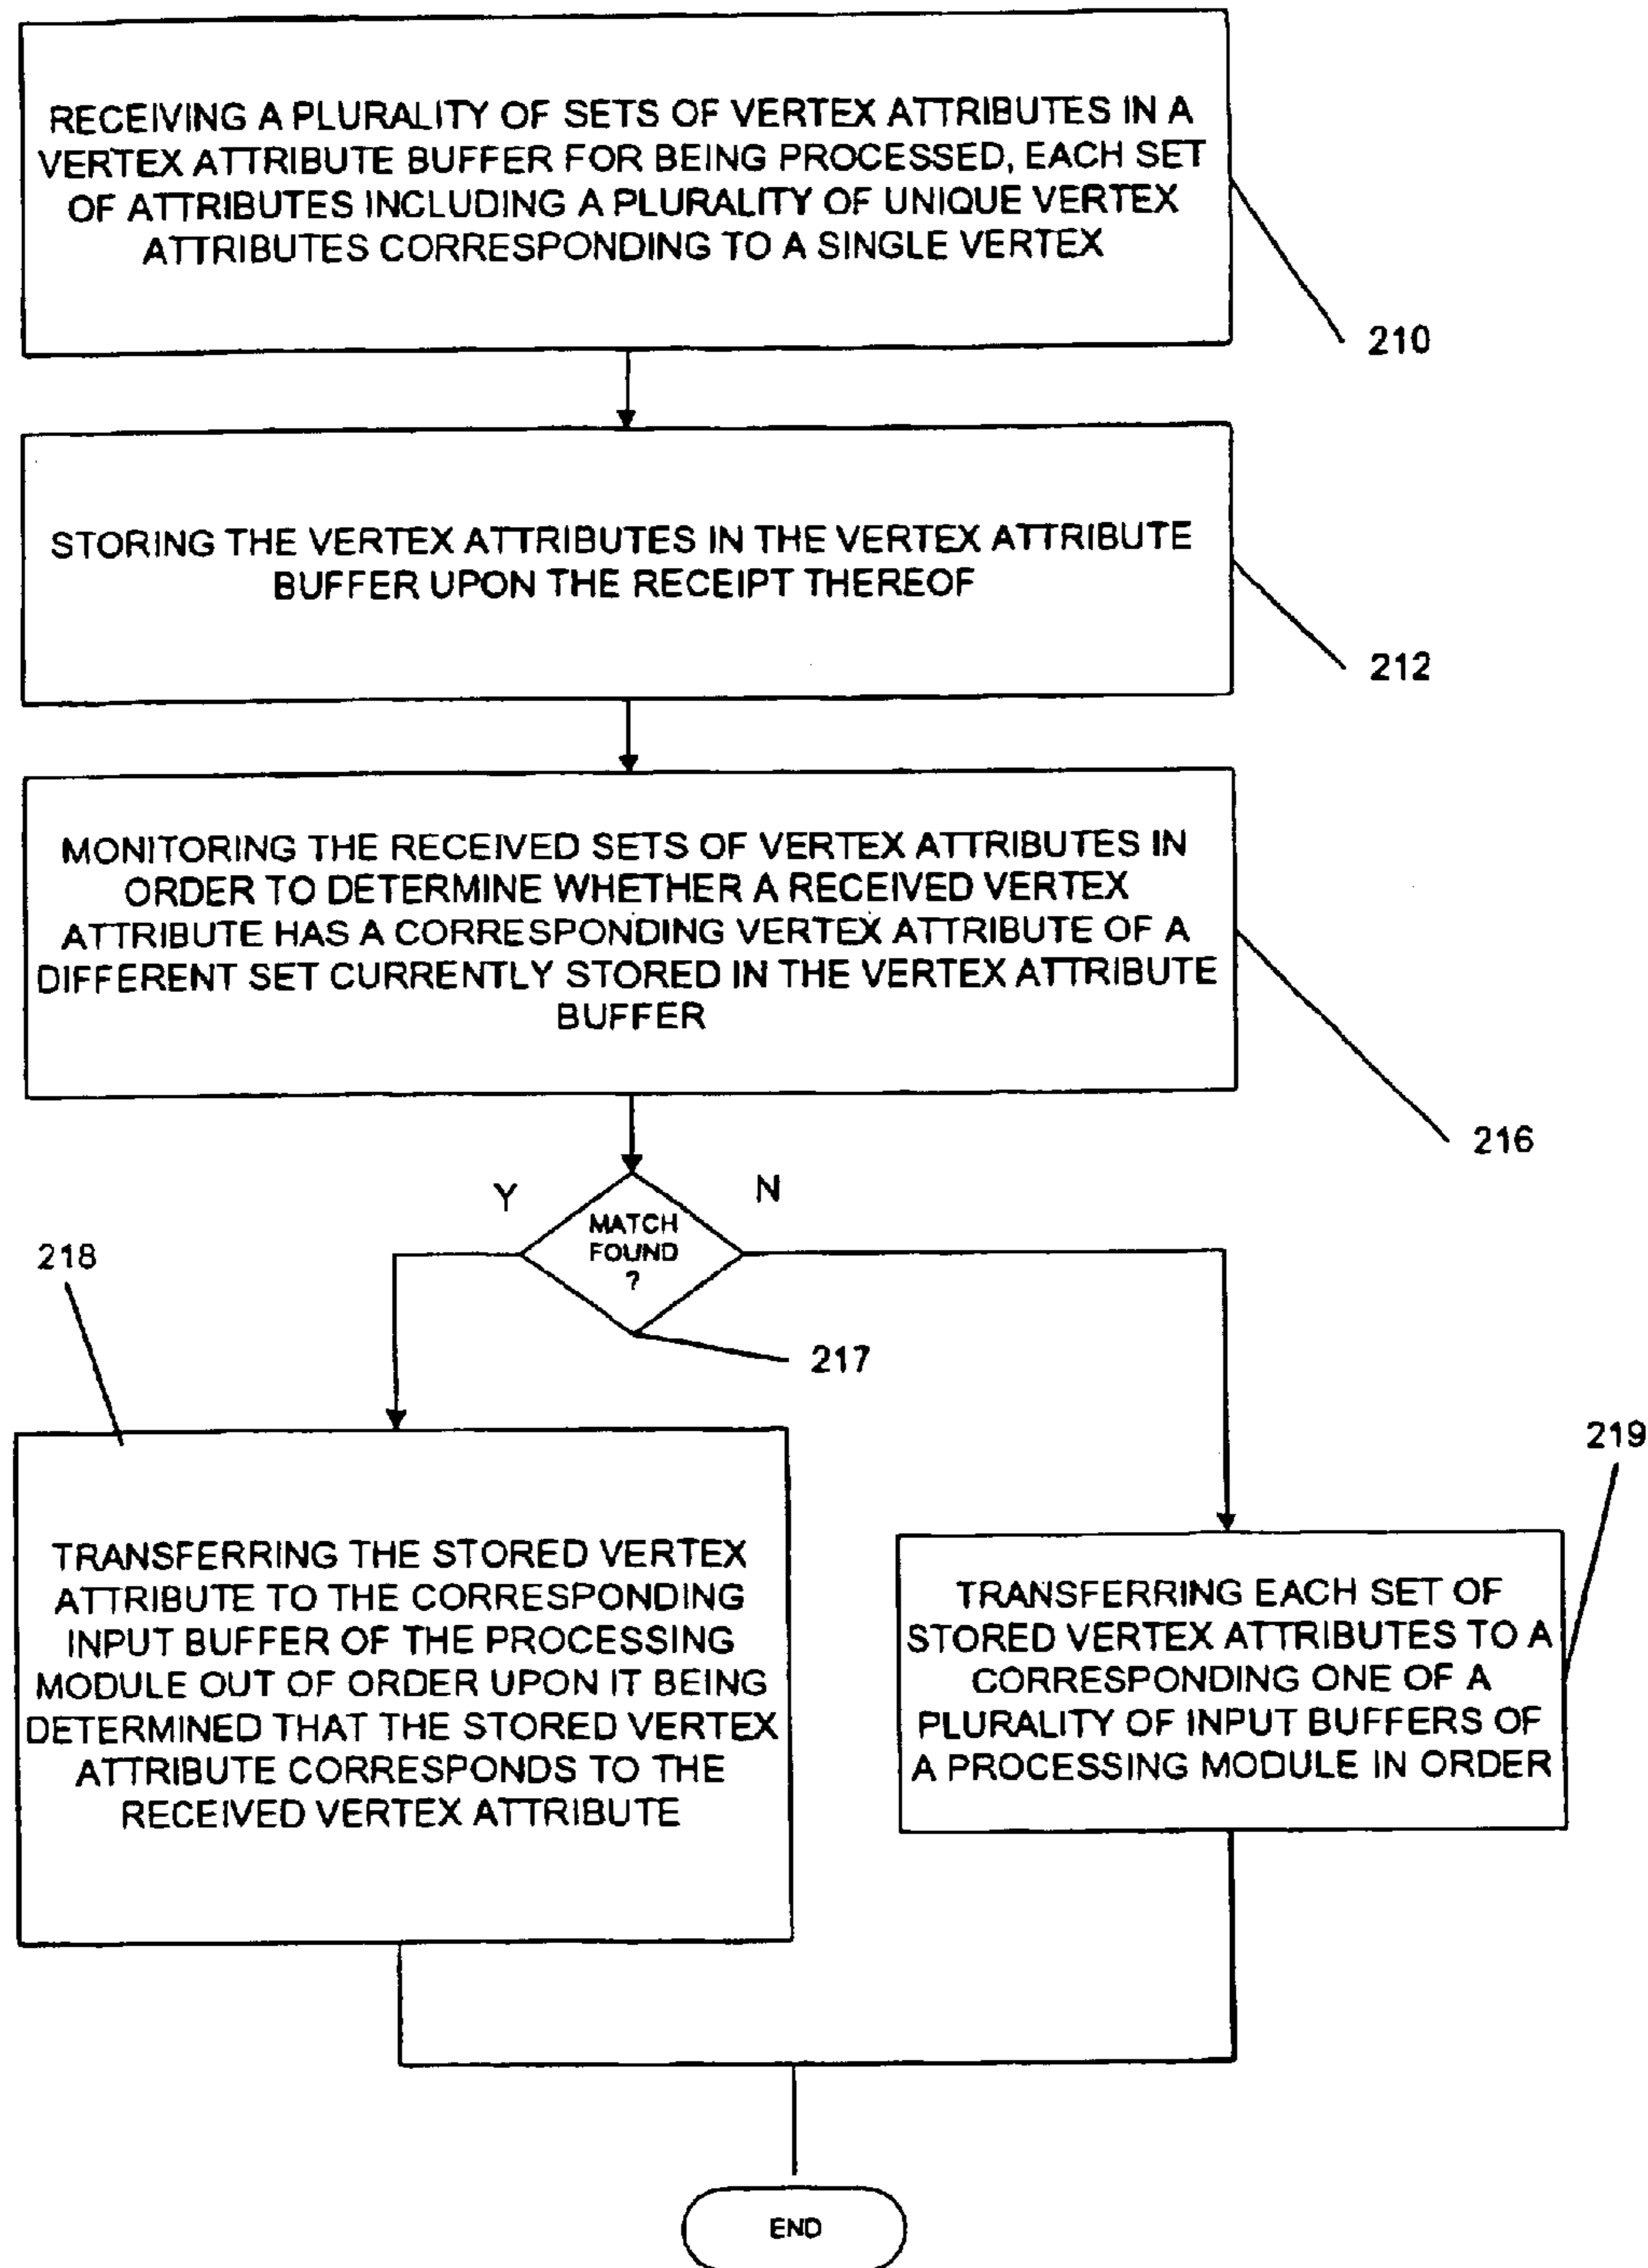 RECEIVING A PLURALITY OF SETS OF VERTEX ATTRIBUTES IN A
VERTEX ATTRIBUTE BUFFER FOR BEING PROCESSED, EACH SET
OF ATTRIBUTES INCLUDING A PLURALITY OF UNIQUE VERTEX
ATTRIBUTES CORRESPONDING TO A SINGLE VERTEX
210
STORING THE VERTEX ATTRIBUTES IN THE VERTEX ATTRIBUTE
BUFFER UPON THE RECEIPT THEREOF
212
MONITORING THE RECEIVED SETS OF VERTEX ATTRIBUTES IN
ORDER TO DETERMINE WHETHER A RECEIVED VERTEX
ATTRIBUTE HAS A CORRESPONDING VERTEX ATTRIBUTE OF A
DIFFERENT SET CURRENTLY STORED IN THE VERTEX ATTRIBUTE
BUFFER
216
Y
N
MATCH
FOUND
?
217
218
TRANSFERRING THE STORED VERTEX
ATTRIBUTE TO THE CORRESPONDING
INPUT BUFFER OF THE PROCESSING
MODULE OUT OF ORDER UPON IT BEING
DETERMINED THAT THE STORED VERTEX
ATTRIBUTE CORRESPONDS TO THE
RECEIVED VERTEX ATTRIBUTE
219
TRANSFERRING EACH SET OF
STORED VERTEX ATTRIBUTES TO A
CORRESPONDING ONE OF A
PLURALITY OF INPUT BUFFERS OF
A PROCESSING MODULE IN ORDER
END